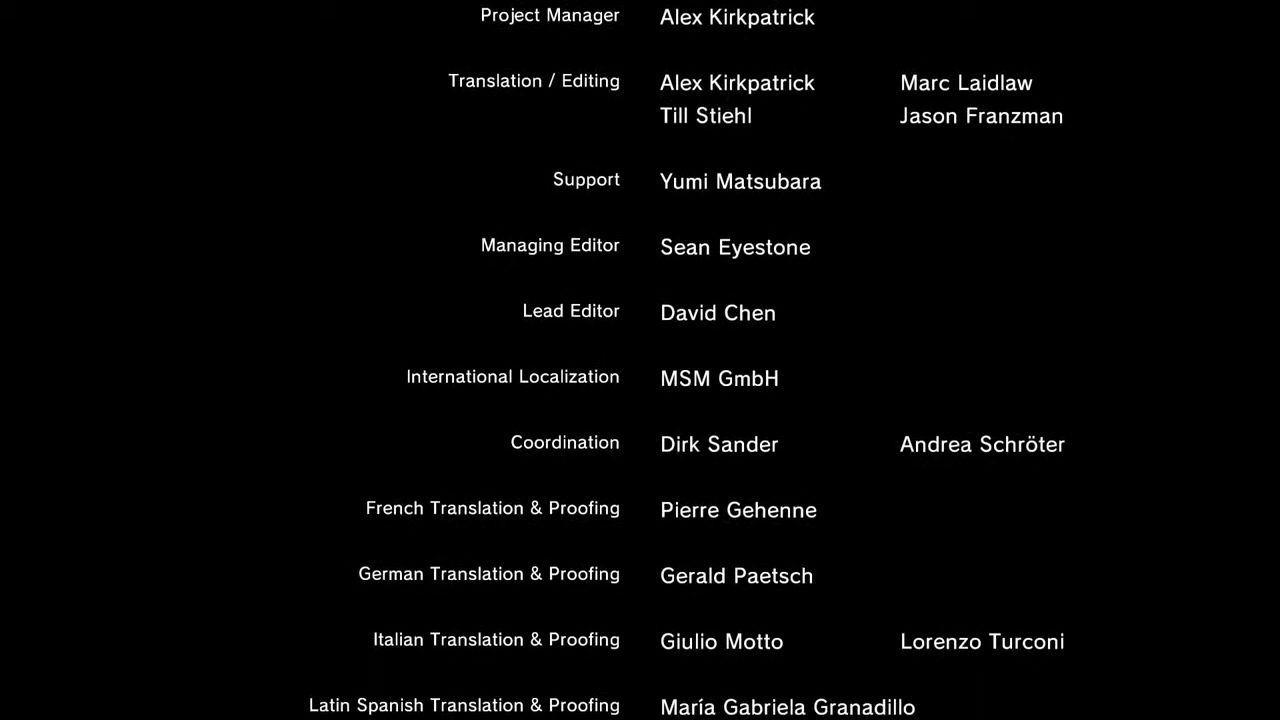 Project Manager Alex Kirkpatrick
Translation / Editing Alex Kirkpatrick Marc Laidlaw
Till Stiehl Jason Franzman
Support Yumi Matsubara
Managing Editor Sean Eyestone
Lead Editor David Chen
International Localization MSM GmbH
Coordination Dirk Sander Andrea Schröter
French Translation & Proofing Pierre Gehenne
German Translation & Proofing Gerald Paetsch
Italian Translation & Proofing Giulio Motto Lorenzo Turconi
Latin Spanish Translation & Proofing María Gabriela Granadillo